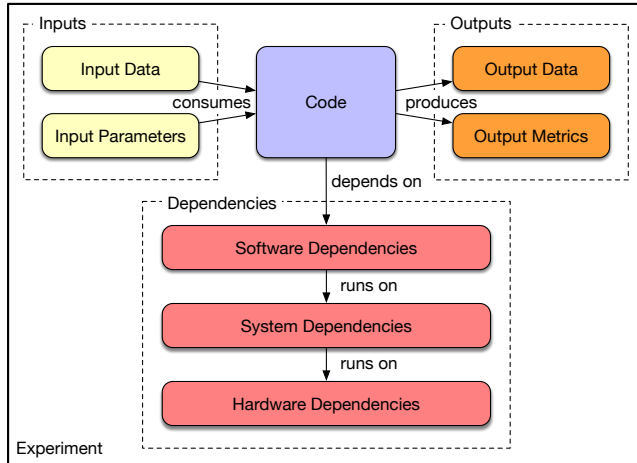 Inputs
Outputs
Input Data
Code
Output Data
consumes
produces
Input Parameters
Output Metrics
depends on
Dependencies
Software Dependencies
runs on
System Dependencies
runs on
Hardware Dependencies
Experiment